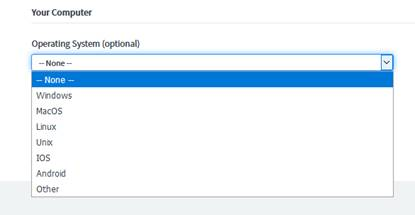 Your Computer
Operating System (optional)
-- None --
-- None --
Windows
MacOS
Linux
Unix
IOS
Android
Other